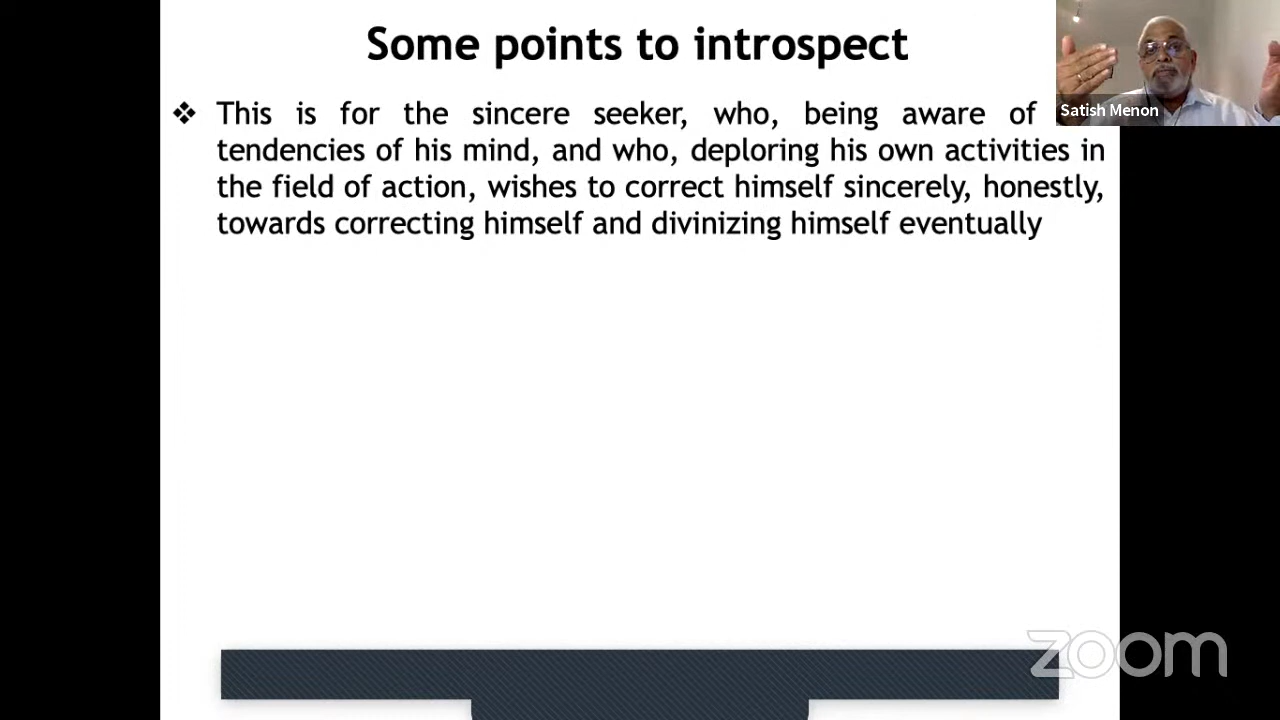 Some points to introspect
❖ This is for the sincere seeker, who, being aware of
tendencies of his mind, and who, deploring his own activities in
the field of action, wishes to correct himself sincerely, honestly,
towards correcting himself and divinizing himself eventually
Satish Menon
zoom